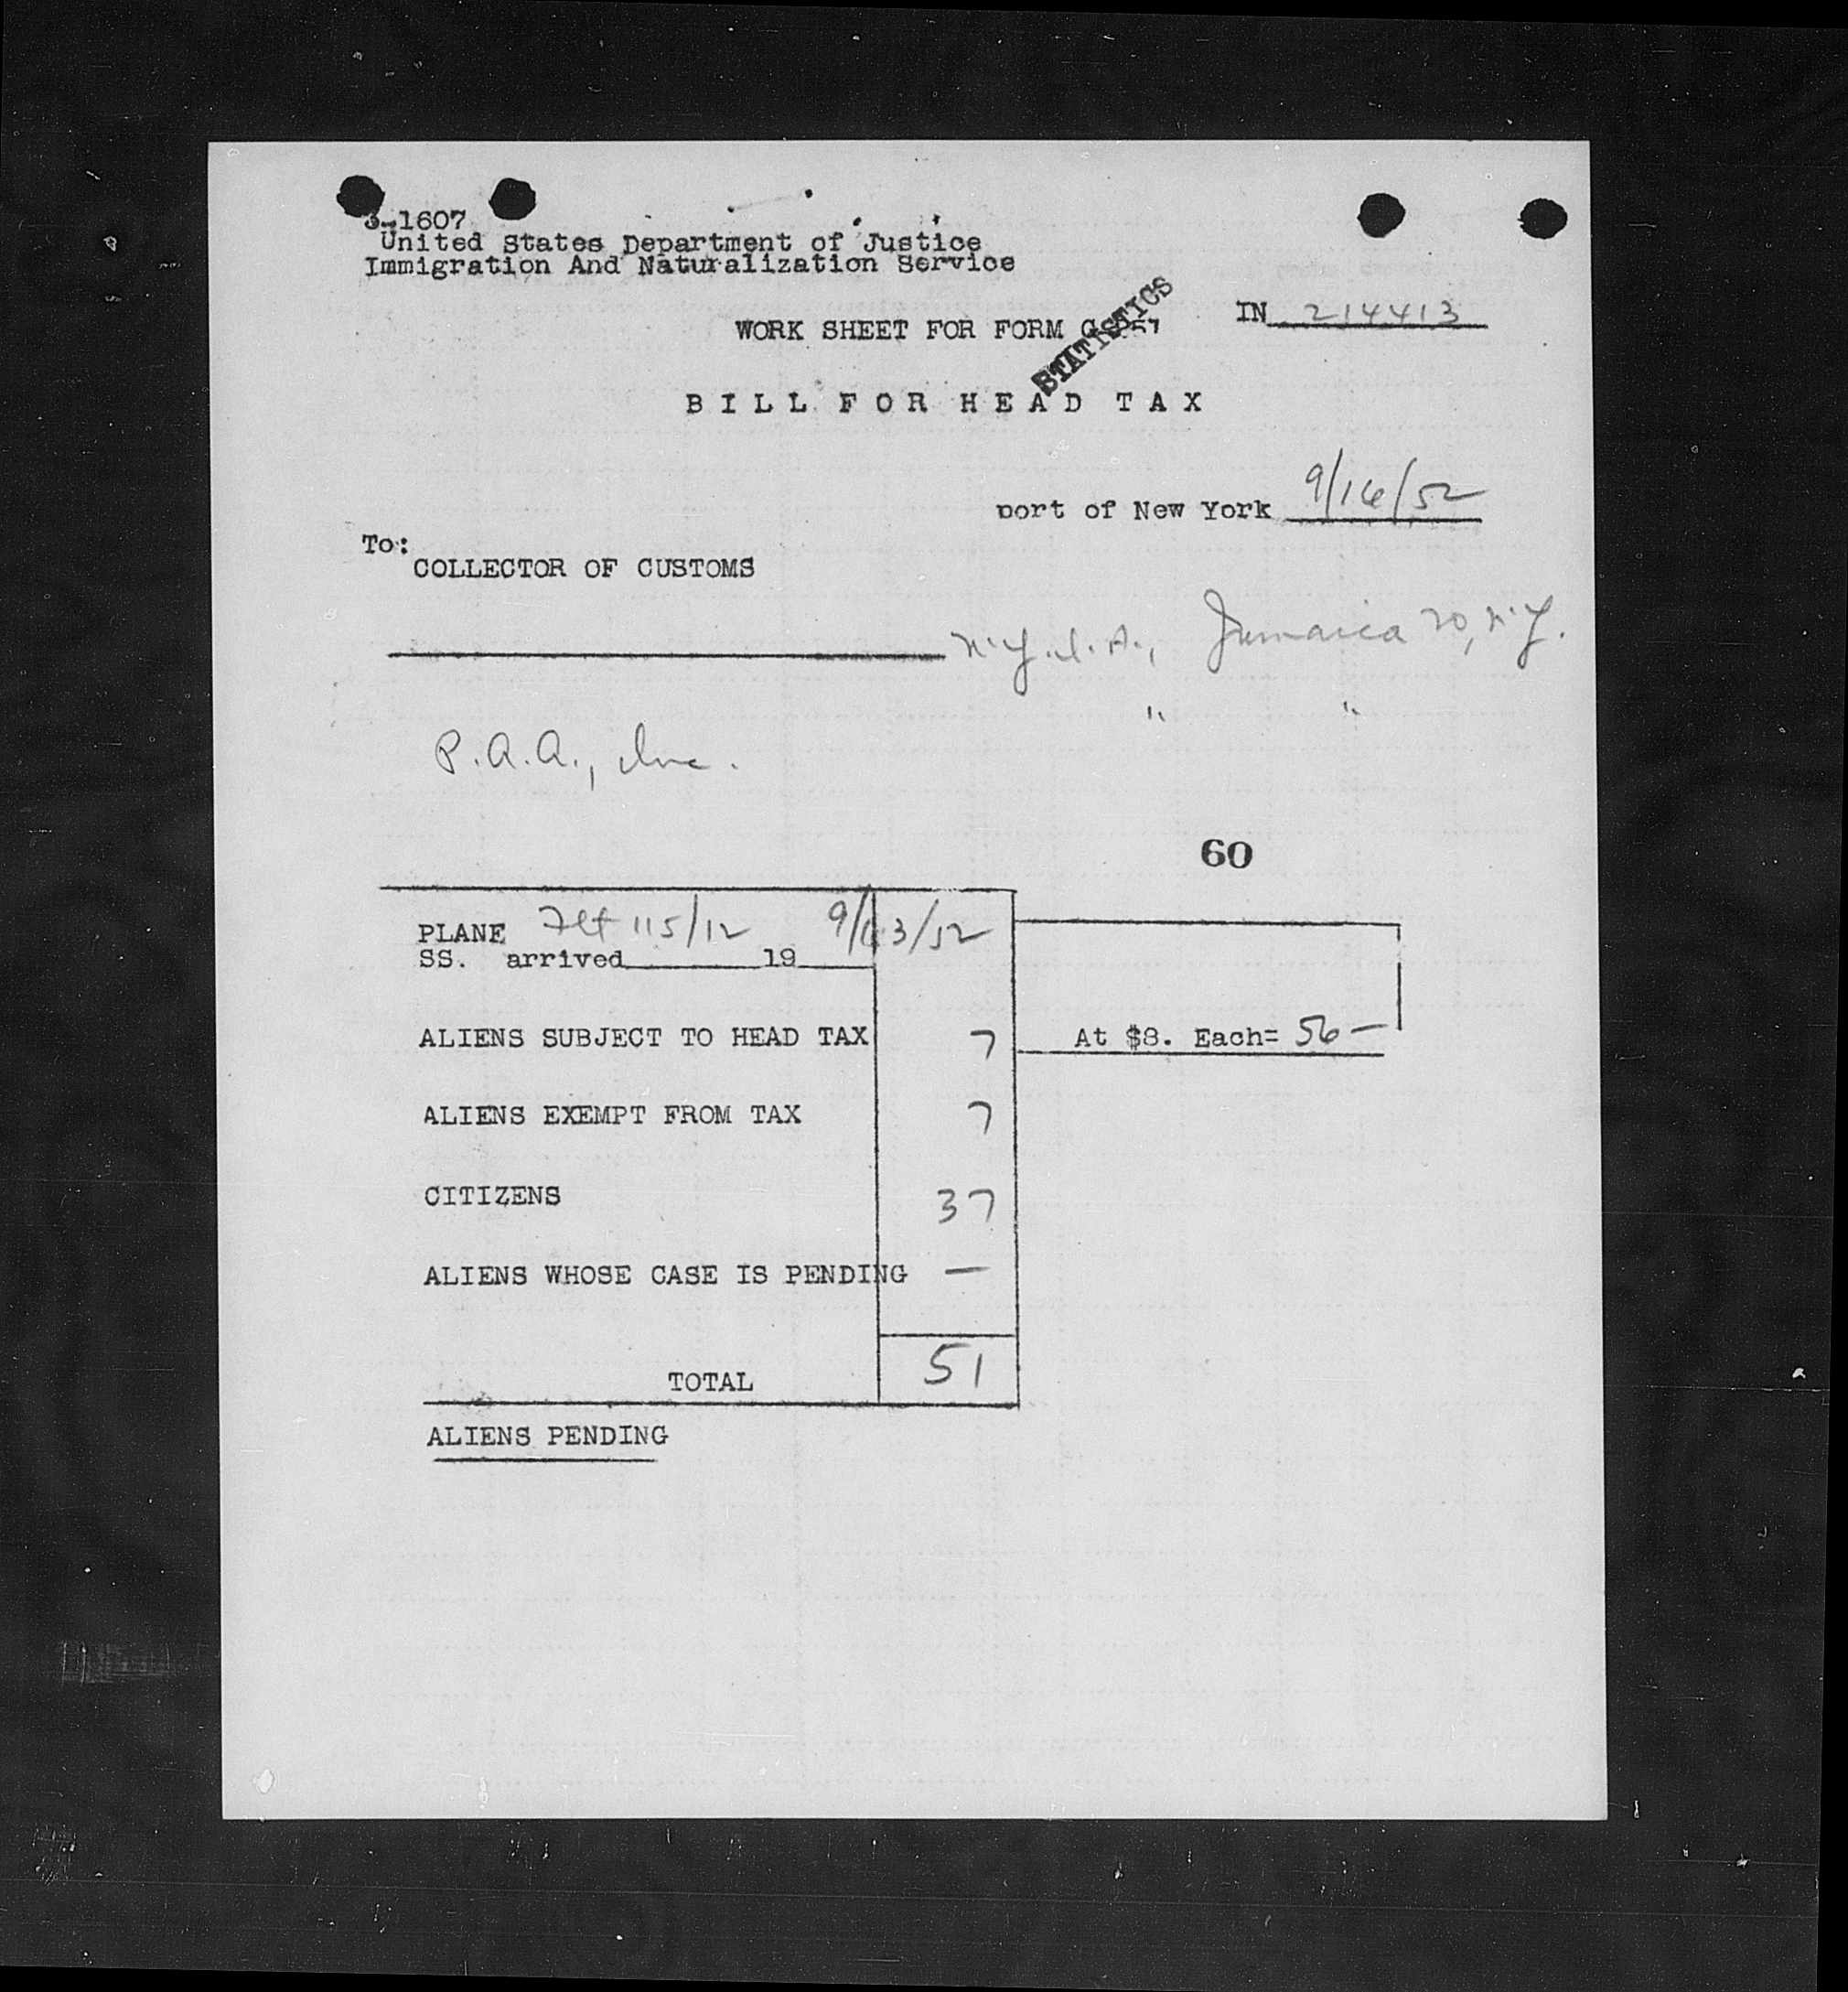 3-1607
United States Department of Justice
Immigration And Naturalization Service
WORK SHEET FOR FORM G 57
IN 214413
STATISTICS
BILL FOR HEAD TAX
port of New York 9/16/52
To:
COLLECTOR OF CUSTOMS
N.Y.I.A., Jamaica 20, N.Y.
" "
P.A.A., Inc.
60
PLANE Flt 115/12 9/13/52
SS. arrived 19
ALIENS SUBJECT TO HEAD TAX 7 At $8. Each= 56 —
ALIENS EXEMPT FROM TAX 7
CITIZENS 37
ALIENS WHOSE CASE IS PENDING —
TOTAL 51
ALIENS PENDING